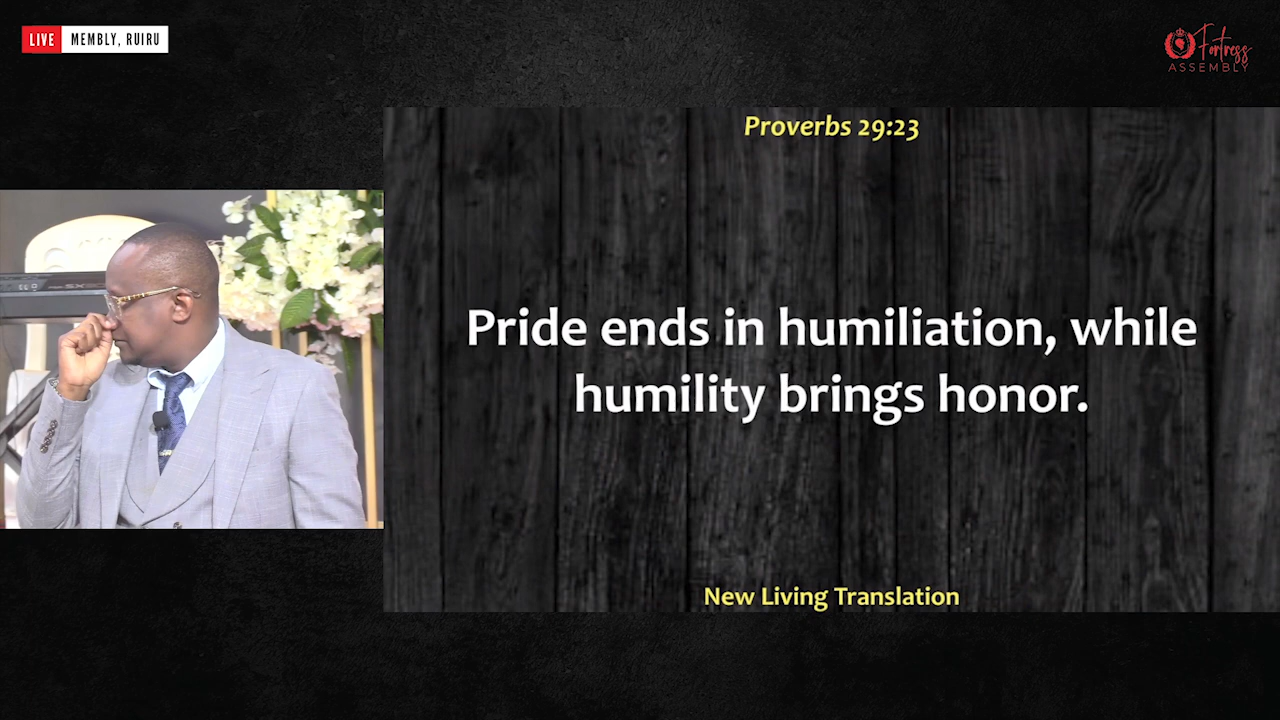 LIVE MEMBLY, RUIRU
Fortress
ASSEMBLY
Proverbs 29:23
Pride ends in humiliation, while
humility brings honor.
New Living Translation